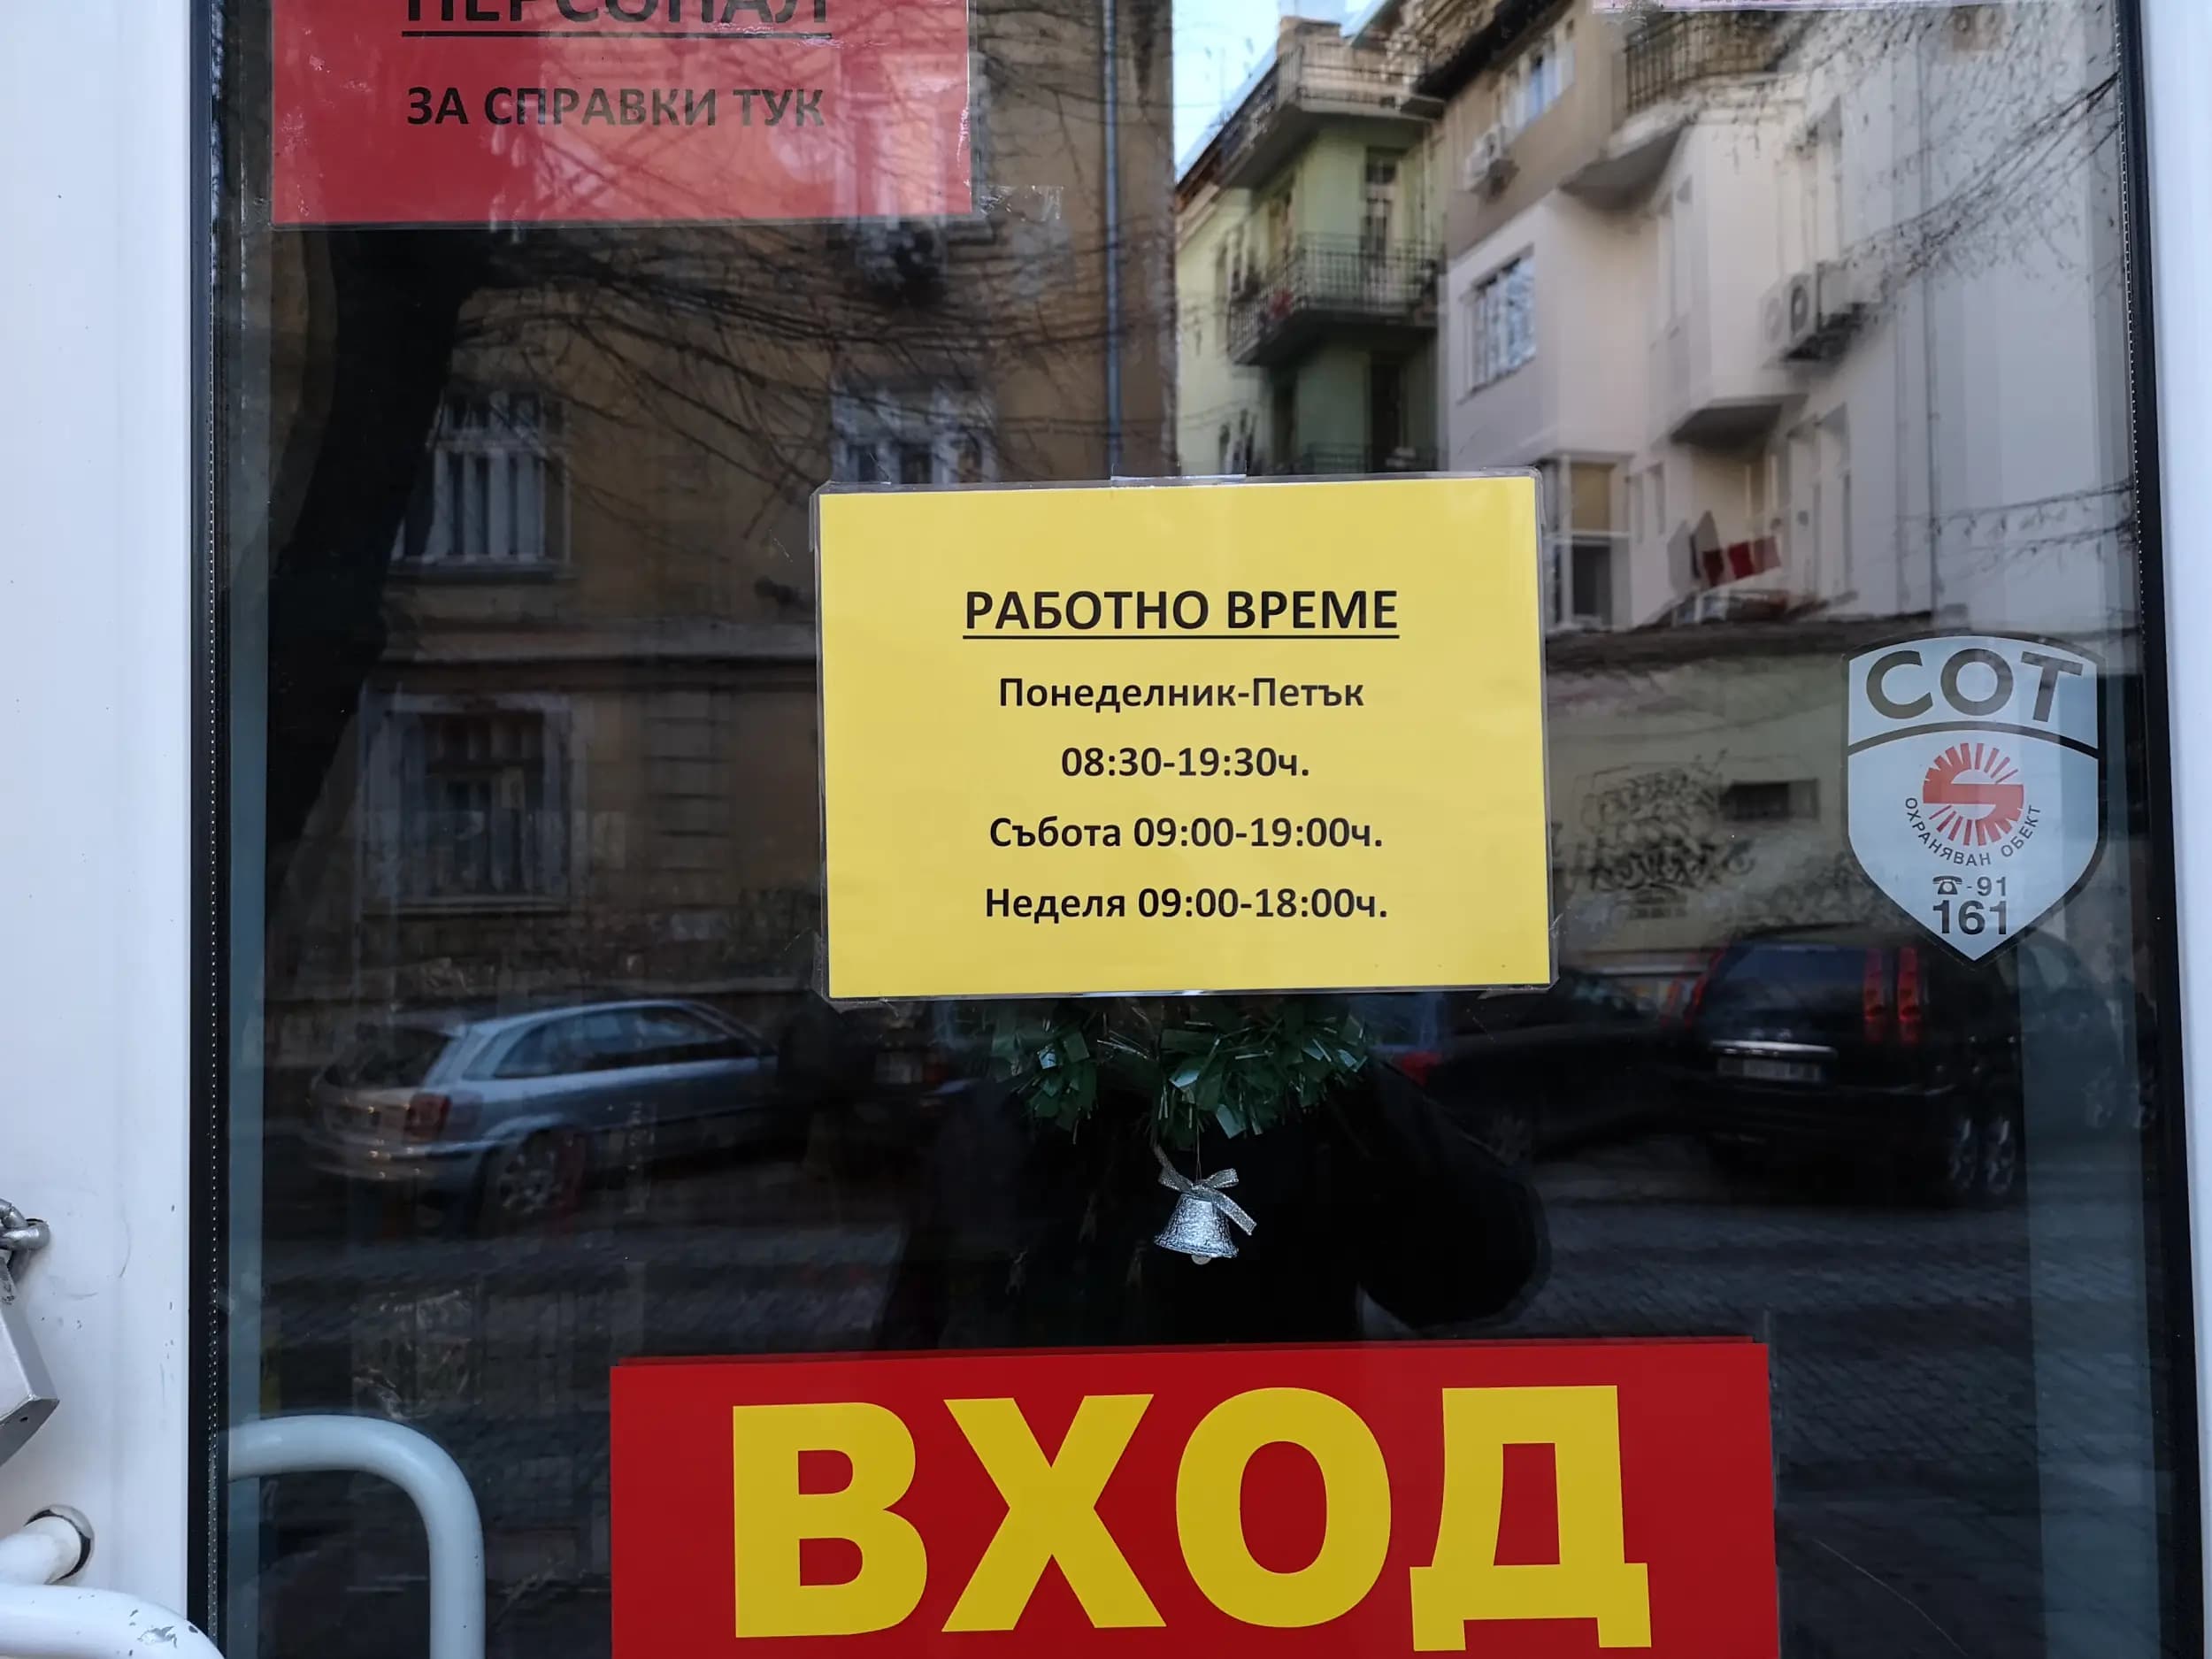 ПЕРСОНАЛ
ЗА СПРАВКИ ТУК
РАБОТНО ВРЕМЕ
Понеделник-Петък
08:30-19:30ч.
Събота 09:00-19:00ч.
Неделя 09:00-18:00ч.
СОТ
ОХРАНЯВАН ОБЕКТ
☎-91
161
ВХОД